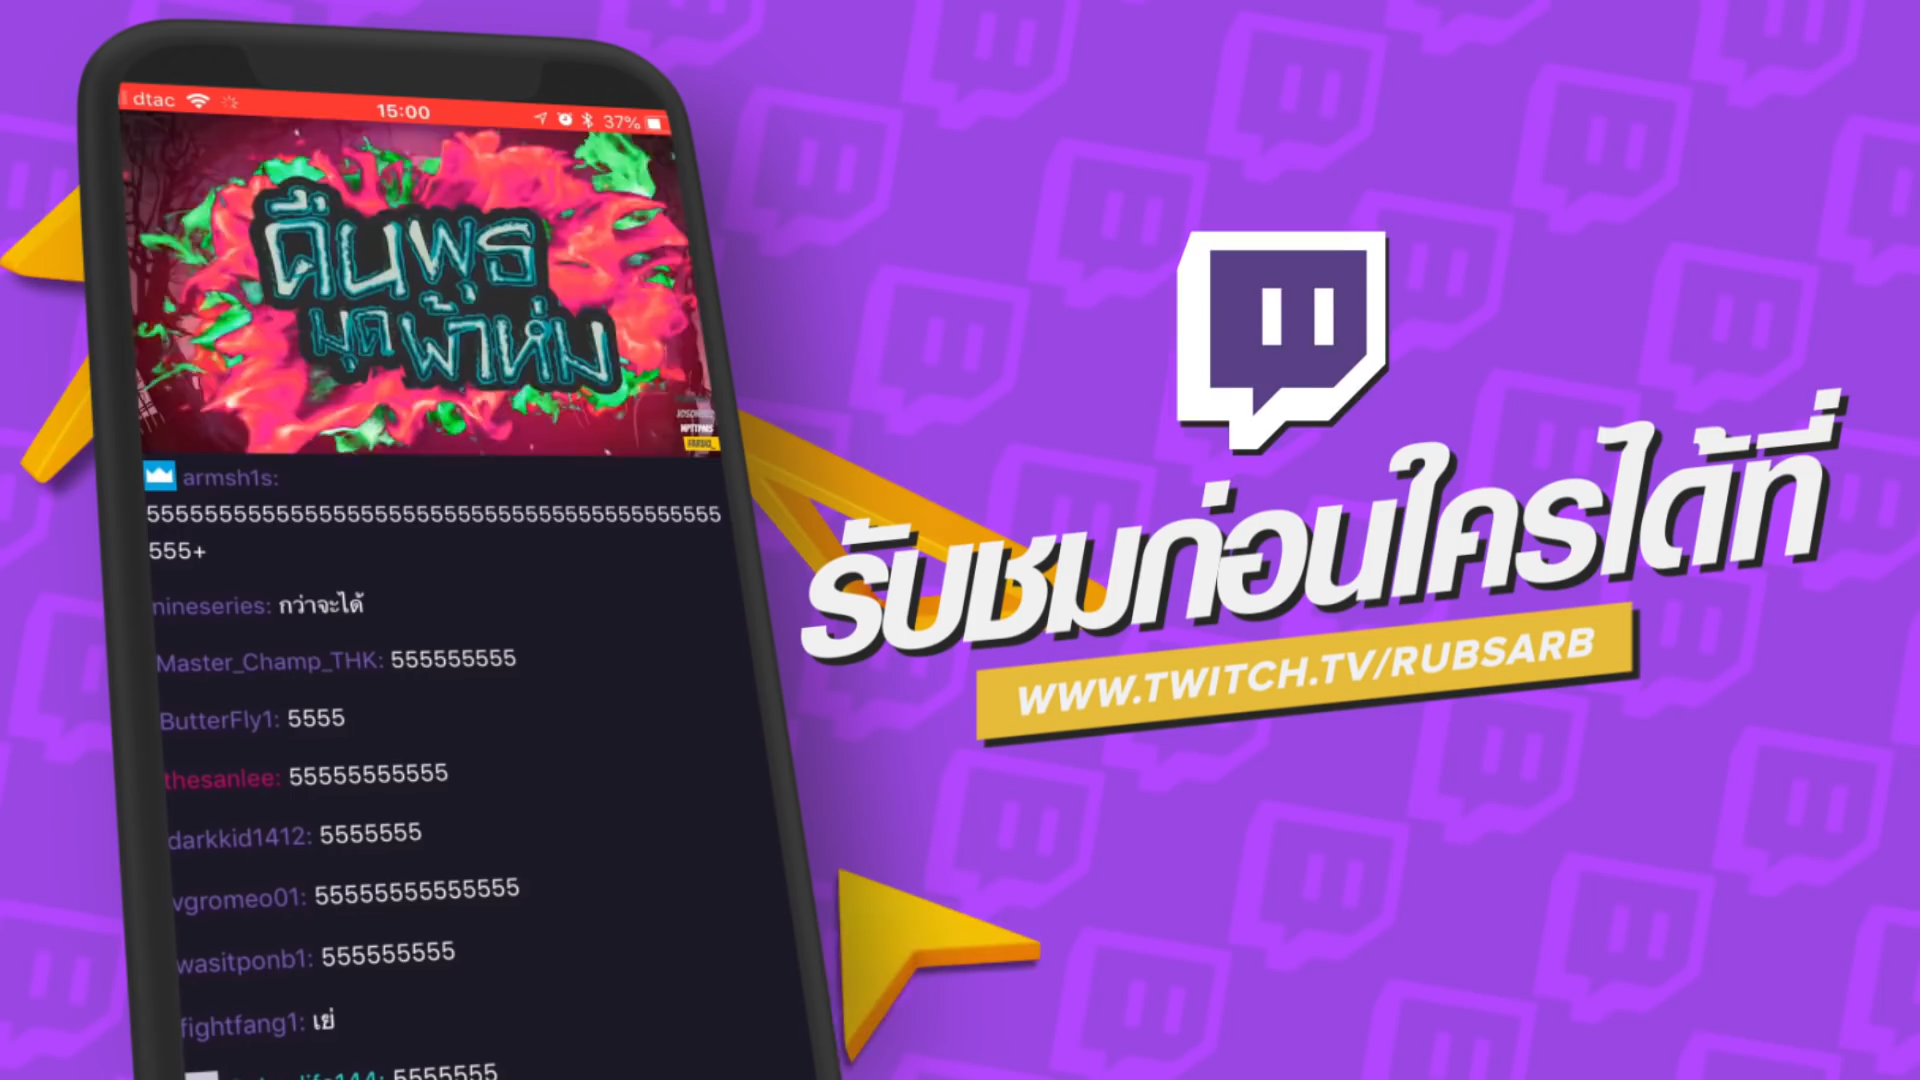 dtac
15:00
37%
คืนพุธ
มุดผ้าห่ม
armsh1s:
5555555555555555555555555555555555555555
555+
nineseries: กว่าจะได้
Master_Champ_THK: 555555555
ButterFly1: 5555
thesanlee: 55555555555
darkkid1412: 5555555
vgromeo01: 55555555555555
wasitponb1: 555555555
fightfang1: เย่
5555555
รับชมก่อนใครได้ที่
WWW.TWITCH.TV/RUBSARB